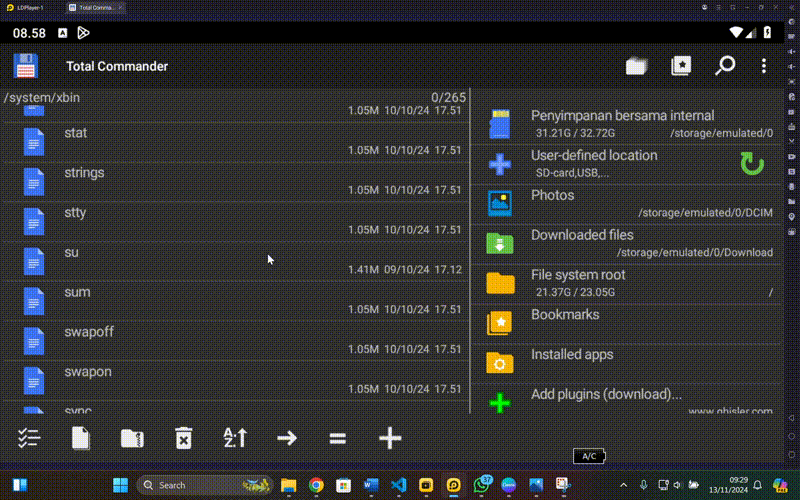 LDPlayer-1
Total Comma...
08.58
A
Total Commander
/system/xbin
0/265
1.05M 10/10/24 17.51
stat
1.05M 10/10/24 17.51
strings
1.05M 10/10/24 17.51
stty
1.05M 10/10/24 17.51
su
1.41M 09/10/24 17.12
sum
1.05M 10/10/24 17.51
swapoff
1.05M 10/10/24 17.51
swapon
1.05M 10/10/24 17.51
sync
Penyimpanan bersama internal
31.21G / 32.72G /storage/emulated/0
User-defined location
SD-card,USB,...
Photos
/storage/emulated/0/DCIM
Downloaded files
/storage/emulated/0/Download
File system root
21.37G / 23.05G /
Bookmarks
Installed apps
Add plugins (download)...
www.ghisler.com
A.Z.
A/C
Search
37
09:29
13/11/2024